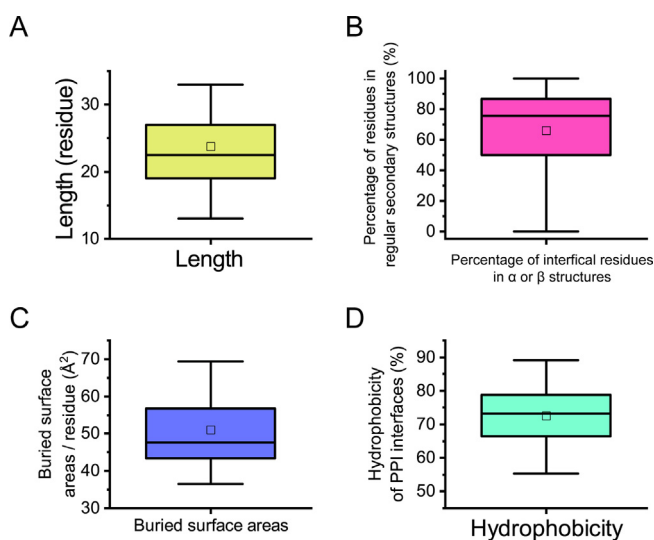 A
Length (residue)
30
20
10
Length
B
Percentage of residues in
regular secondary structures (%)
100
80
60
40
20
0
Percentage of interfical residues
in α or β structures
C
Buried surface
areas / residue (Å²)
70
60
50
40
30
Buried surface areas
D
Hydrophobicity
of PPI interfaces (%)
90
80
70
60
50
Hydrophobicity